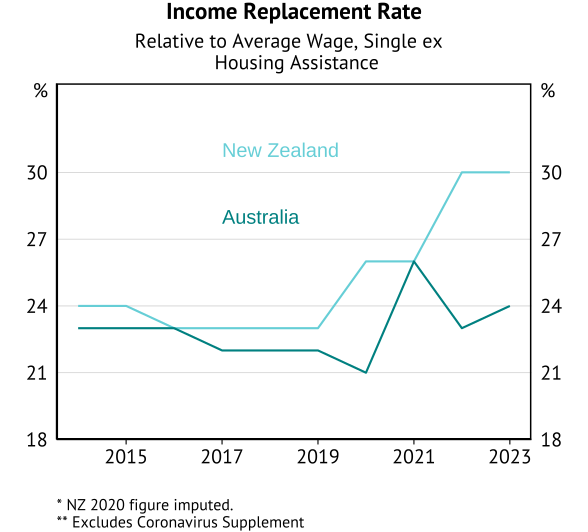 Income Replacement Rate
Relative to Average Wage, Single ex
Housing Assistance
% %
New Zealand
30 30
Australia
27 27
24 24
21 21
18 18
2015 2017 2019 2021 2023
* NZ 2020 figure imputed.
** Excludes Coronavirus Supplement